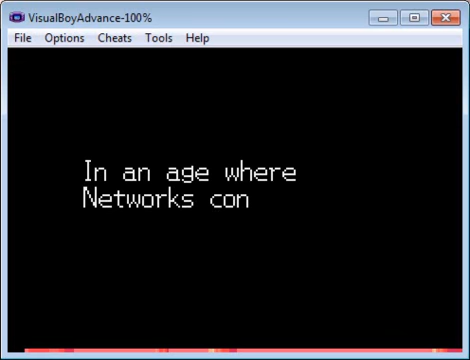 VisualBoyAdvance-100%
File Options Cheats Tools Help
In an age where
Networks con